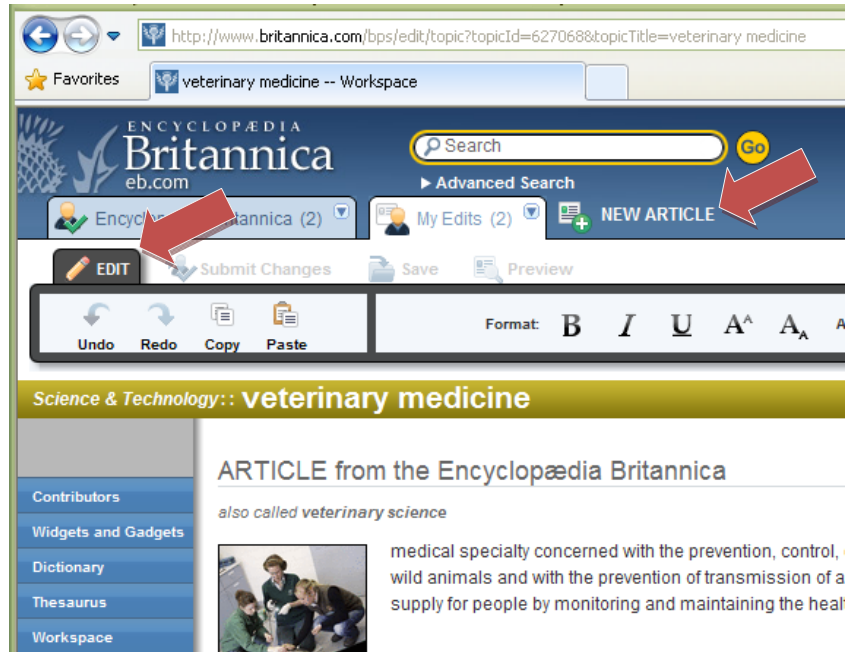 http://www.britannica.com/bps/edit/topic?topicId=627068&topicTitle=veterinary medicine
Favorites
veterinary medicine -- Workspace
ENCYCLOPÆDIA
Britannica
eb.com
Search
Go
Advanced Search
(2)
My Edits (2)
NEW ARTICLE
EDIT
Submit Changes
Save
Preview
Undo
Redo
Copy
Paste
Format:
B
I
U
A^
A
Science & Technology:: veterinary medicine
ARTICLE from the Encyclopædia Britannica
Contributors
also called veterinary science
Widgets and Gadgets
Dictionary
Thesaurus
Workspace
medical specialty concerned with the prevention, control,
wild animals and with the prevention of transmission of a
supply for people by monitoring and maintaining the heal